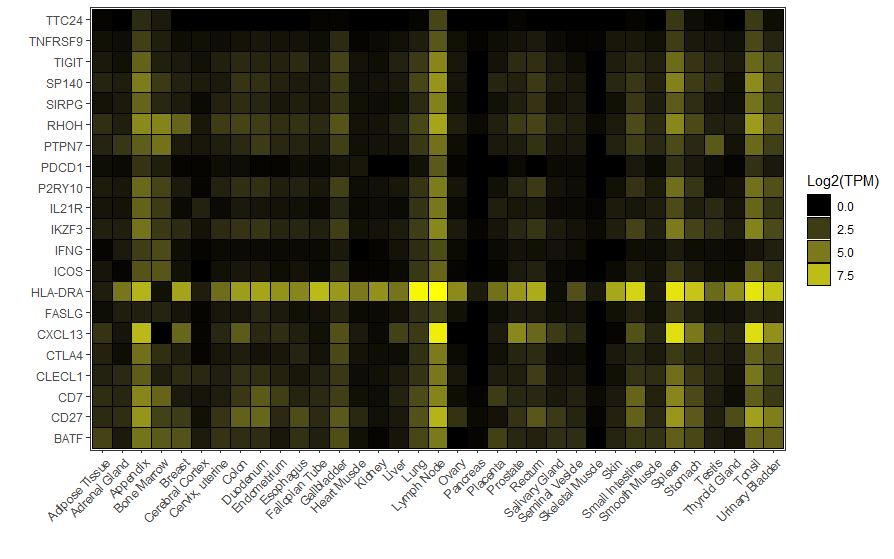 TTC24
TNFRSF9
TIGIT
SP140
SIRPG
RHOH
PTPN7
PDCD1
P2RY10
IL21R
IKZF3
IFNG
ICOS
HLA-DRA
FASLG
CXCL13
CTLA4
CLECL1
CD7
CD27
BATF
Adipose Tissue
Adrenal Gland
Appendix
Bone Marrow
Breast
Cerebral Cortex
Cervix, uterine
Colon
Duodenum
Endometrium
Esophagus
Fallopian Tube
Gallbladder
Heart Muscle
Kidney
Liver
Lung
Lymph Node
Ovary
Pancreas
Placenta
Prostate
Rectum
Salivary Gland
Seminal Vesicle
Skeletal Muscle
Skin
Small Intestine
Smooth Muscle
Spleen
Stomach
Testis
Thyroid Gland
Tonsil
Urinary Bladder
Log2(TPM)
0.0
2.5
5.0
7.5